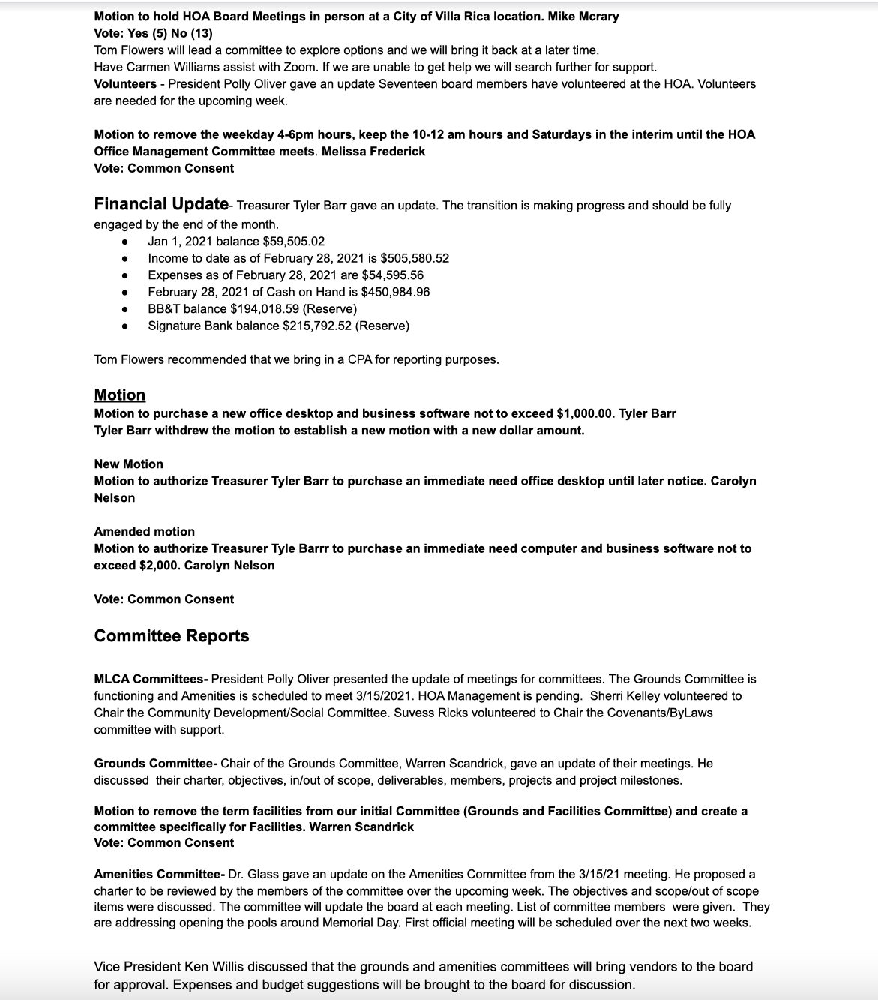 Motion to hold HOA Board Meetings in person at a City of Villa Rica location. Mike Mcrary
Vote: Yes (5) No (13)
Tom Flowers will lead a committee to explore options and we will bring it back at a later time.
Have Carmen Williams assist with Zoom. If we are unable to get help we will search further for support.
Volunteers - President Polly Oliver gave an update Seventeen board members have volunteered at the HOA. Volunteers
are needed for the upcoming week.
Motion to remove the weekday 4-6pm hours, keep the 10-12 am hours and Saturdays in the interim until the HOA
Office Management Committee meets. Melissa Frederick
Vote: Common Consent
Financial Update- Treasurer Tyler Barr gave an update. The transition is making progress and should be fully
engaged by the end of the month.
● Jan 1, 2021 balance $59,505.02
● Income to date as of February 28, 2021 is $505,580.52
● Expenses as of February 28, 2021 are $54,595.56
● February 28, 2021 of Cash on Hand is $450,984.96
● BB&T balance $194,018.59 (Reserve)
● Signature Bank balance $215,792.52 (Reserve)
Tom Flowers recommended that we bring in a CPA for reporting purposes.
Motion
Motion to purchase a new office desktop and business software not to exceed $1,000.00. Tyler Barr
Tyler Barr withdrew the motion to establish a new motion with a new dollar amount.
New Motion
Motion to authorize Treasurer Tyler Barr to purchase an immediate need office desktop until later notice. Carolyn
Nelson
Amended motion
Motion to authorize Treasurer Tyle Barrr to purchase an immediate need computer and business software not to
exceed $2,000. Carolyn Nelson
Vote: Common Consent
Committee Reports
MLCA Committees- President Polly Oliver presented the update of meetings for committees. The Grounds Committee is
functioning and Amenities is scheduled to meet 3/15/2021. HOA Management is pending.  Sherri Kelley volunteered to
Chair the Community Development/Social Committee. Suvess Ricks volunteered to Chair the Covenants/ByLaws
committee with support.
Grounds Committee- Chair of the Grounds Committee, Warren Scandrick, gave an update of their meetings. He
discussed  their charter, objectives, in/out of scope, deliverables, members, projects and project milestones.
Motion to remove the term facilities from our initial Committee (Grounds and Facilities Committee) and create a
committee specifically for Facilities. Warren Scandrick
Vote: Common Consent
Amenities Committee- Dr. Glass gave an update on the Amenities Committee from the 3/15/21 meeting. He proposed a
charter to be reviewed by the members of the committee over the upcoming week. The objectives and scope/out of scope
items were discussed. The committee will update the board at each meeting. List of committee members  were given.  They
are addressing opening the pools around Memorial Day. First official meeting will be scheduled over the next two weeks.
Vice President Ken Willis discussed that the grounds and amenities committees will bring vendors to the board
for approval. Expenses and budget suggestions will be brought to the board for discussion.